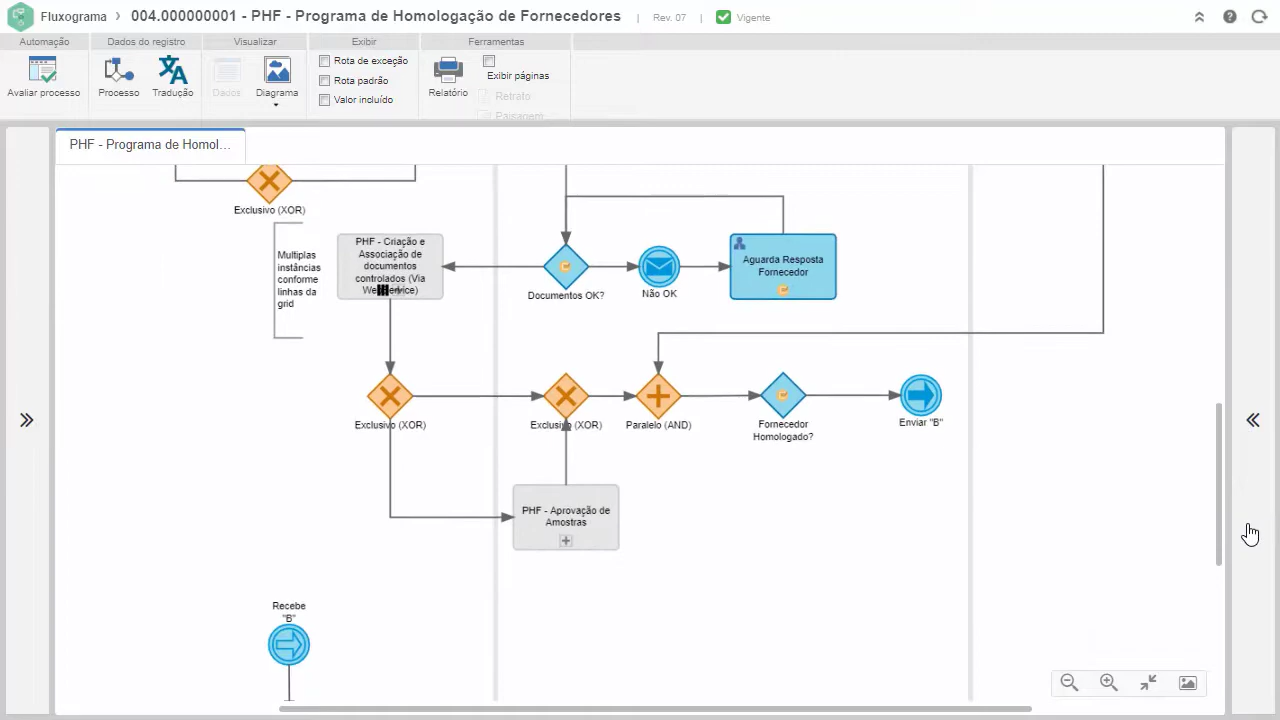 Fluxograma
004.000000001 - PHF - Programa de Homologação de Fornecedores
Rev. 07
Vigente
Automação
Dados do registro
Visualizar
Exibir
Ferramentas
Avaliar processo
Processo
Tradução
Dados
Diagrama
Rota de exceção
Rota padrão
Valor incluído
Relatório
Exibir páginas
Retrato
Paisagem
PHF - Programa de Homol...
Exclusivo (XOR)
Multiplas
instâncias
conforme
linhas da
grid
PHF - Criação e
Associação de
documentos
controlados (Via
Documentos OK?
Não OK
Aguarda Resposta
Fornecedor
Exclusivo (XOR)
Exclusivo (XOR)
Paralelo (AND)
Fornecedor
Homologado?
Enviar "B"
PHF - Aprovação de
Amostras
Recebe
"B"